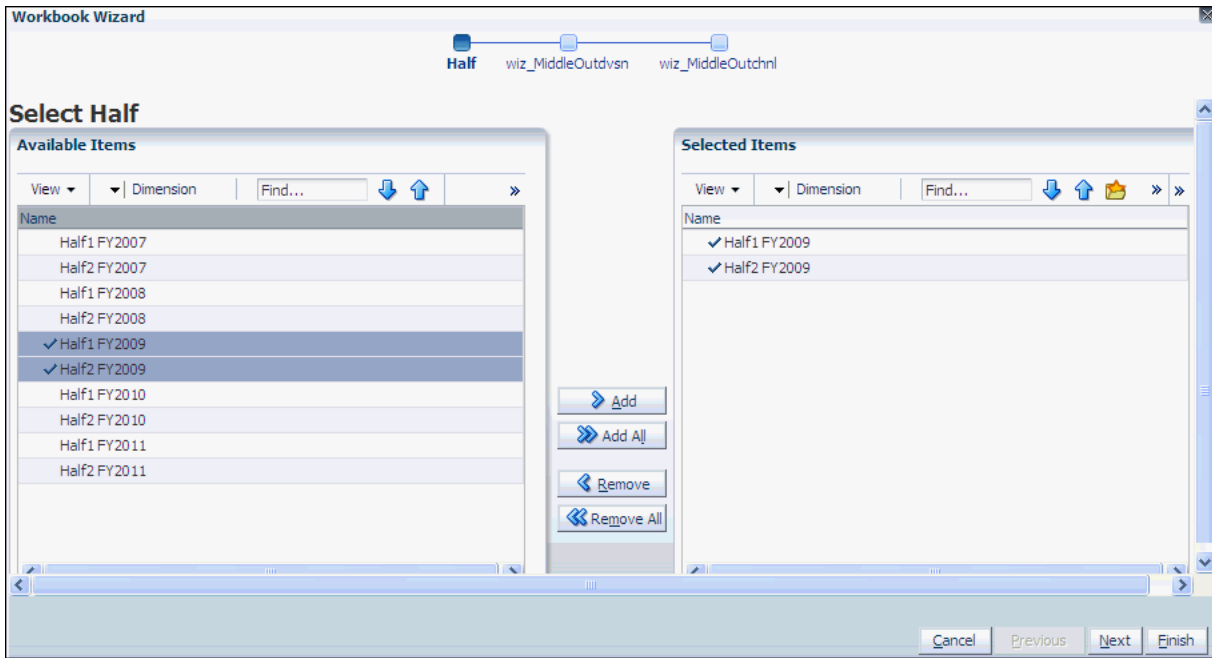 Workbook Wizard
Half wiz_MiddleOutdvsn wiz_MiddleOutchnl
Select Half
Available Items
View Dimension Find... »
Name
Half1 FY2007
Half2 FY2007
Half1 FY2008
Half2 FY2008
Half1 FY2009
Half2 FY2009
Half1 FY2010
Half2 FY2010
Half1 FY2011
Half2 FY2011
Add
Add All
Remove
Remove All
Selected Items
View Dimension Find... » »
Name
Half1 FY2009
Half2 FY2009
Cancel Previous Next Finish